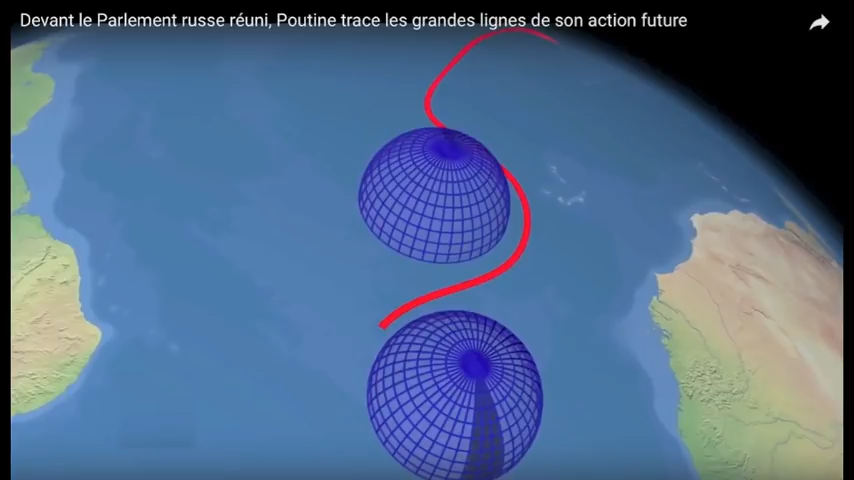 Devant le Parlement russe réuni, Poutine trace les grandes lignes de son action future